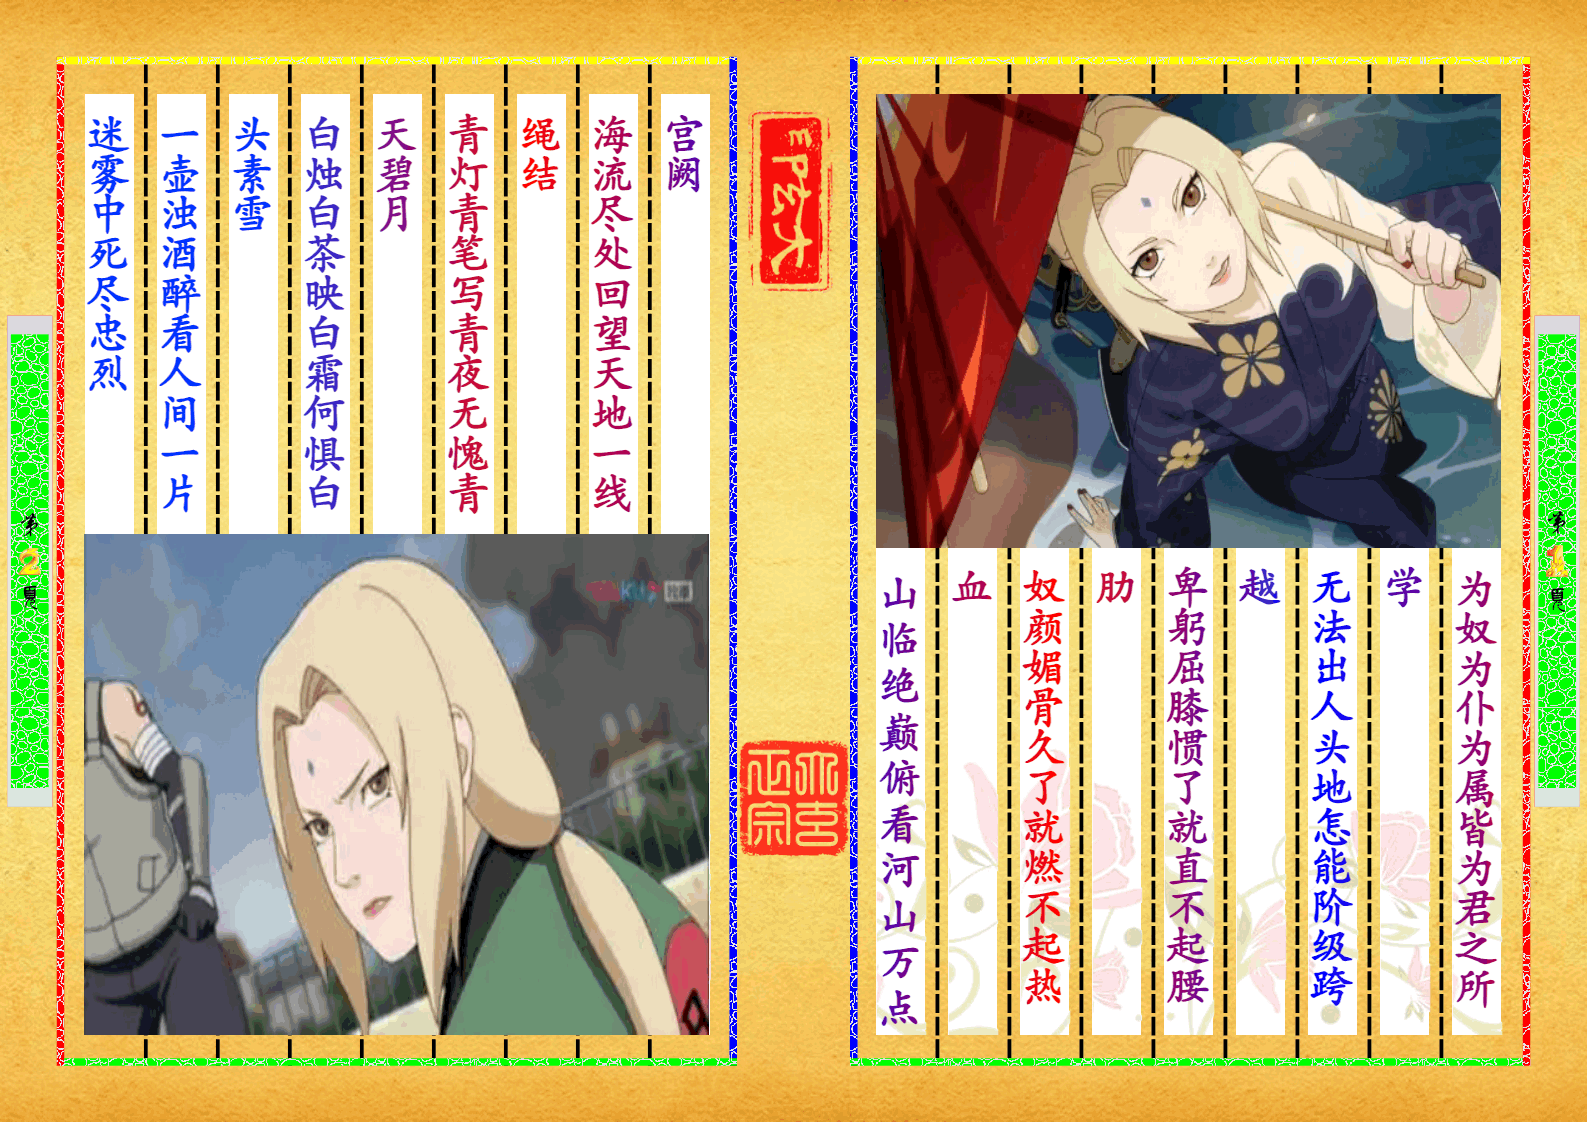 为奴为仆为属皆为君之所
学
无法出人头地怎能阶级跨
越
卑躬屈膝惯了就直不起腰
肋
奴颜媚骨久了就燃不起热
血
山临绝巅俯看河山万点
宫阙
海流尽处回望天地一线
绳结
青灯青笔写青夜无愧青
天碧月
白烛白茶映白霜何惧白
头素雪
一壶浊酒醉看人间一片
迷雾中死尽忠烈
第1頁
第2頁